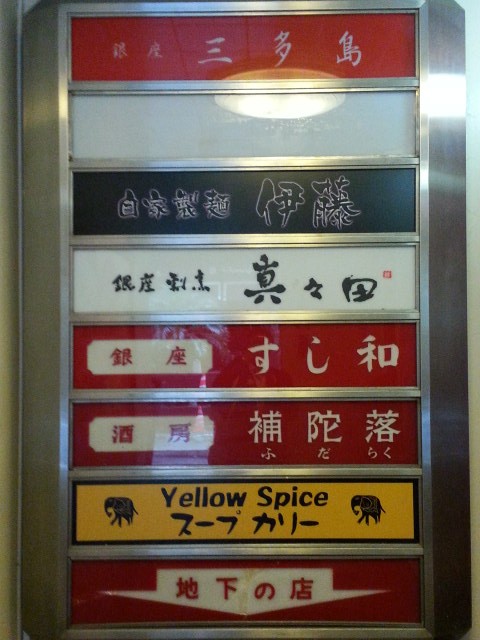 銀座 三多島
自家製麺 伊藤
銀座 割烹 真々田
銀座 すし和
酒房 補陀落
ふだらく
Yellow Spice
スープカリー
地下の店